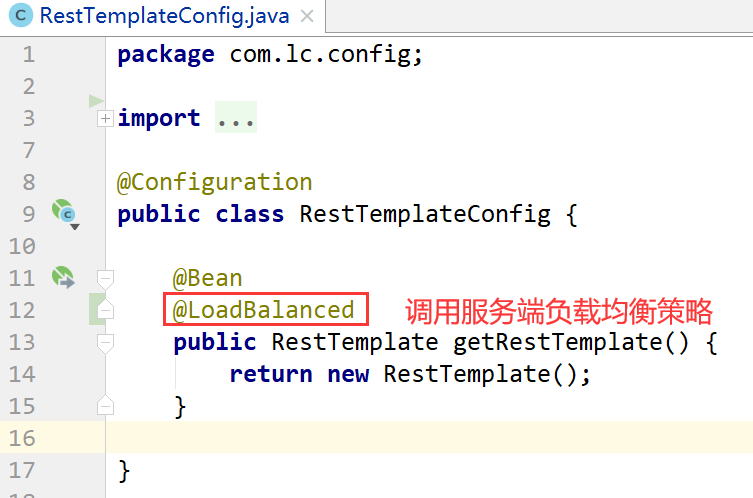 RestTemplateConfig.java
1 package com.lc.config;
2
3 import ...
7
8 @Configuration
9 public class RestTemplateConfig {
10
11 @Bean
12 @LoadBalanced 调用服务端负载均衡策略
13 public RestTemplate getRestTemplate() {
14 return new RestTemplate();
15 }
16
17 }